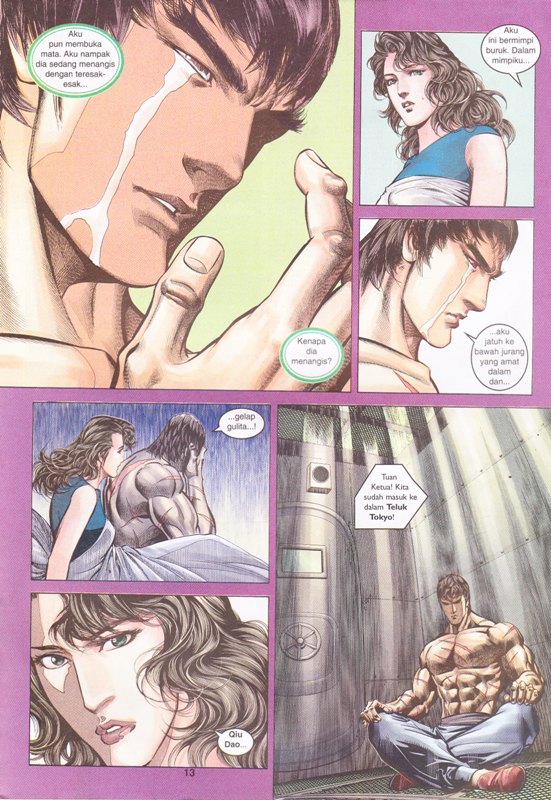 Aku
pun membuka
mata. Aku nampak
dia sedang menangis
dengan teresak-
esak...
Kenapa
dia
menangis?
Aku
ini bermimpi
buruk. Dalam
mimpiku...
...aku
jatuh ke
bawah jurang
yang amat
dalam
dan...
...gelap
gulita...!
Qiu
Dao...
Tuan
Ketua! Kita
sudah masuk ke
dalam Teluk
Tokyo!
13